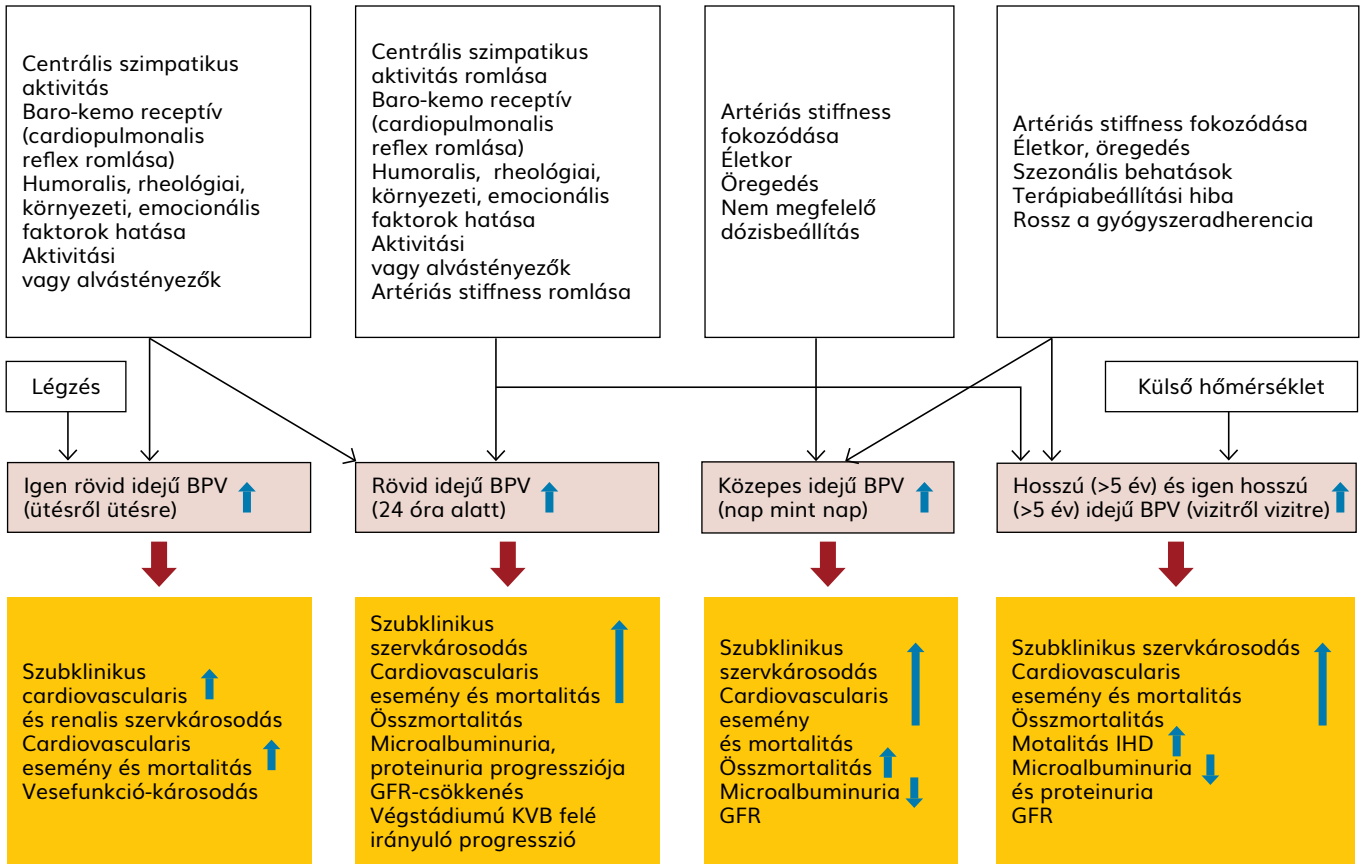 Centrális szimpatikus
aktivitás
Baro-kemo receptív
(cardiopulmonalis
reflex romlása)
Humoralis, rheológiai,
környezeti, emocionális
faktorok hatása
Aktivitási
vagy alvástényezők
Centrális szimpatikus
aktivitás romlása
Baro-kemo receptív
(cardiopulmonalis
reflex romlása)
Humoralis, rheológiai,
környezeti, emocionális
faktorok hatása
Aktivitási
vagy alvástényezők
Artériás stiffness romlása
Artériás stiffness
fokozódása
Életkor
Öregedés
Nem megfelelő
dózisbeállítás
Artériás stiffness fokozódása
Életkor, öregedés
Szezonális behatások
Terápiabeállítási hiba
Rossz a gyógyszeradherencia
Légzés
Külső hőmérséklet
Igen rövid idejű BPV
(ütésről ütésre)
Rövid idejű BPV
(24 óra alatt)
Közepes idejű BPV
(nap mint nap)
Hosszú (>5 év) és igen hosszú
(>5 év) idejű BPV (vizitről vizitre)
Szubklinikus
cardiovascularis
és renalis szervkárosodás
Cardiovascularis
esemény és mortalitás
Vesefunkció-károsodás
Szubklinikus
szervkárosodás
Cardiovascularis
esemény és mortalitás
Összmortalitás
Microalbuminuria,
proteinuria progressziója
GFR-csökkenés
Végstádiumú KVB felé
irányuló progresszió
Szubklinikus
szervkárosodás
Cardiovascularis
esemény
és mortalitás
Összmortalitás
Microalbuminuria
GFR
Szubklinikus szervkárosodás
Cardiovascularis
esemény és mortalitás
Összmortalitás
Motalitás IHD
Microalbuminuria
és proteinuria
GFR